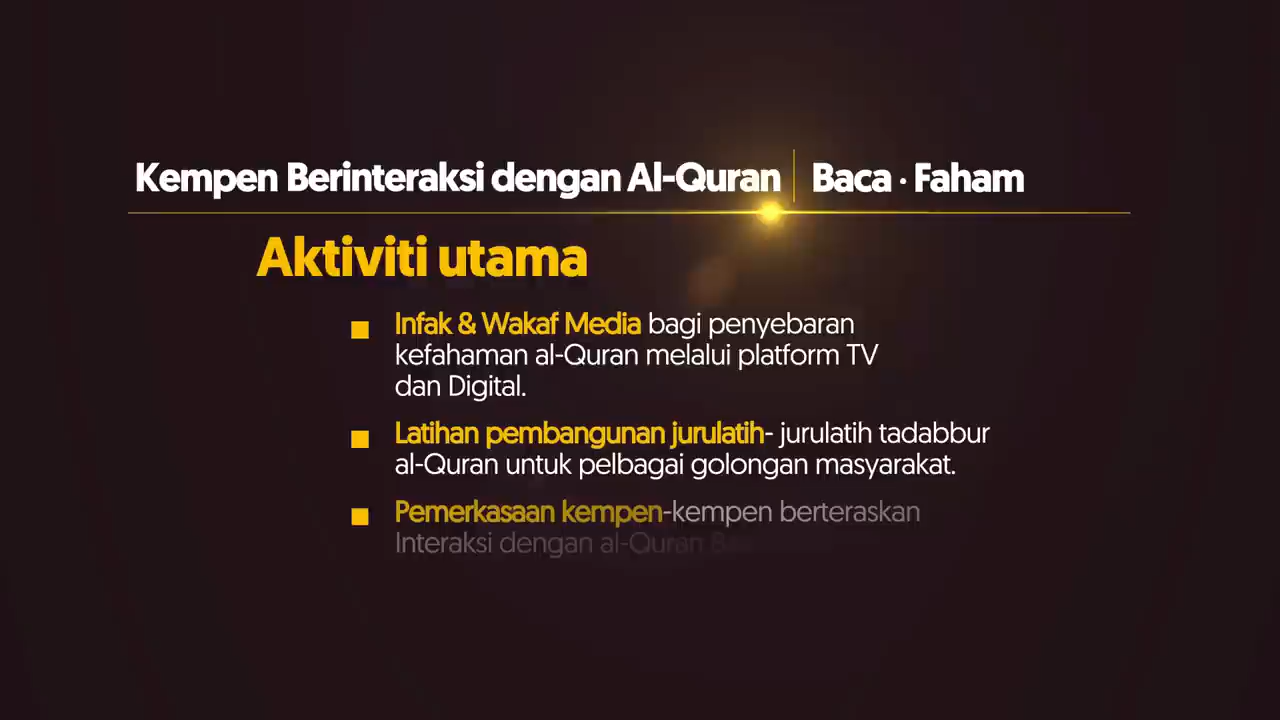 Kempen Berinteraksi dengan Al-Quran | Baca · Faham
Aktiviti utama
Infak & Wakaf Media bagi penyebaran
kefahaman al-Quran melalui platform TV
dan Digital.
Latihan pembangunan jurulatih- jurulatih tadabbur
al-Quran untuk pelbagai golongan masyarakat.
Pemerkasaan kempen-kempen berteraskan
Interaksi dengan al-Quran